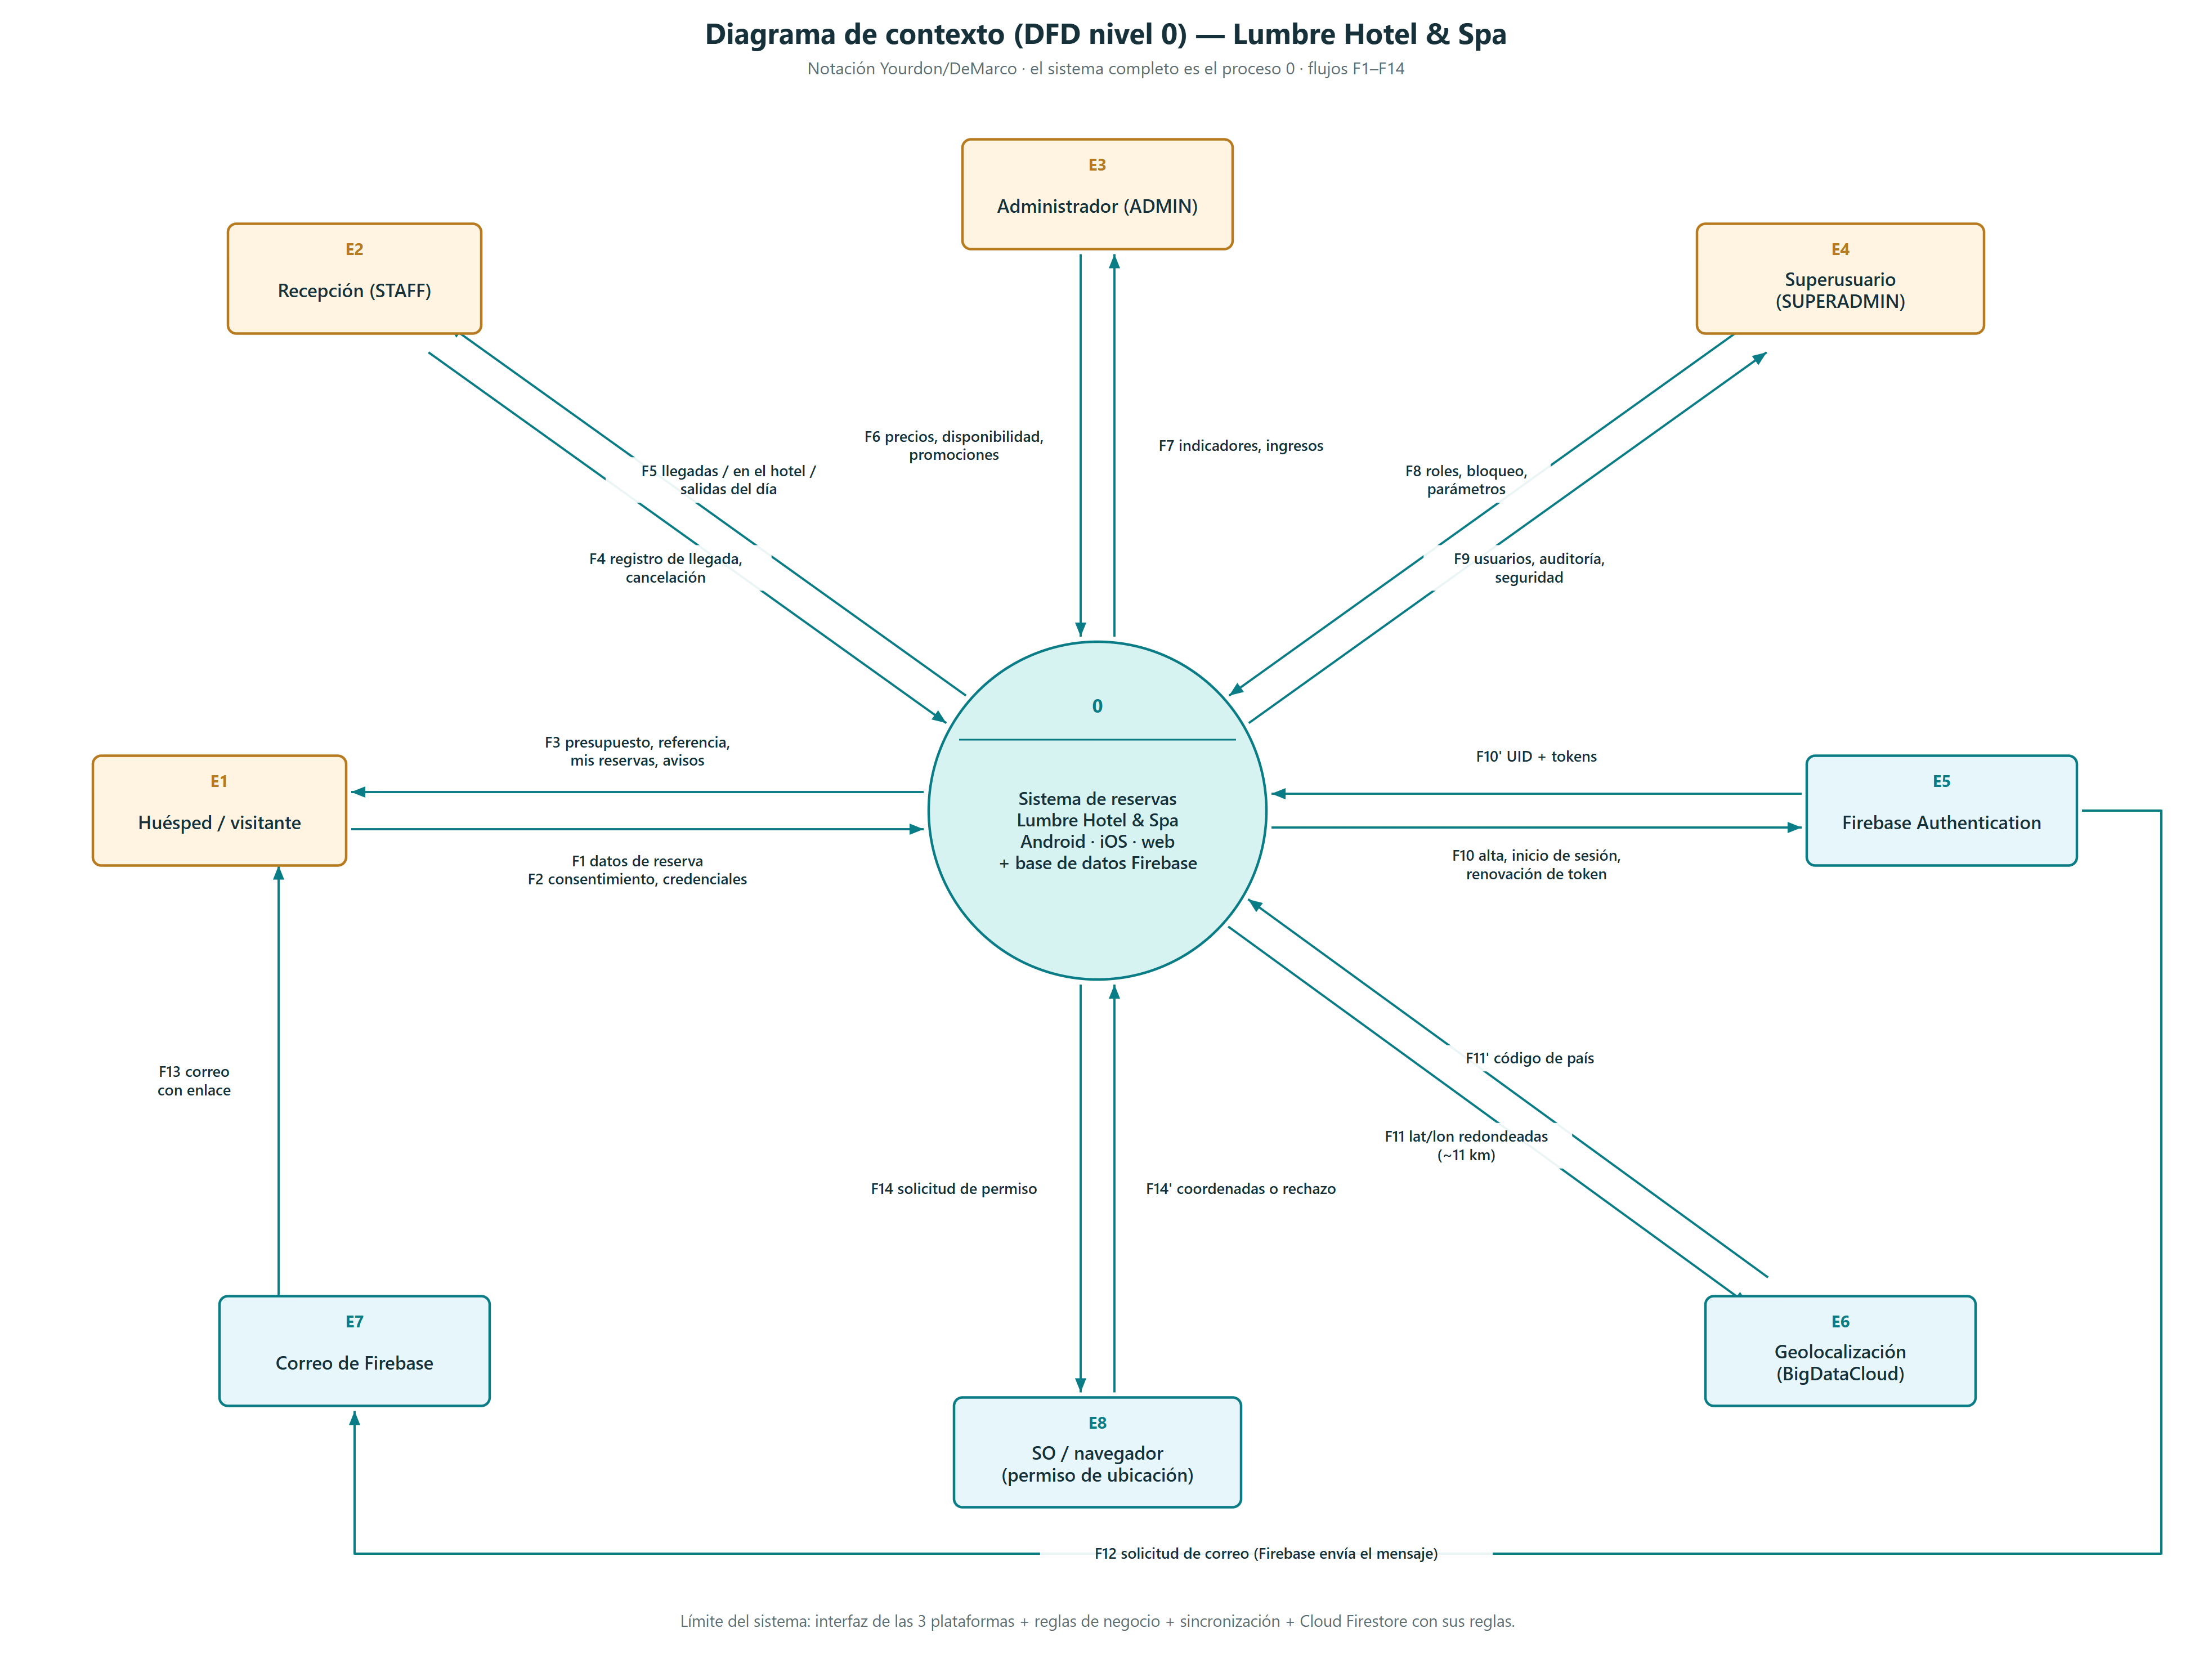 Diagrama de contexto (DFD nivel 0) — Lumbre Hotel & Spa
Notación Yourdon/DeMarco · el sistema completo es el proceso 0 · flujos F1–F14
E3
Administrador (ADMIN)
E2
Recepción (STAFF)
E4
Superusuario
(SUPERADMIN)
F6 precios, disponibilidad,
promociones
F7 indicadores, ingresos
F5 llegadas / en el hotel /
salidas del día
F8 roles, bloqueo,
parámetros
F4 registro de llegada,
cancelación
F9 usuarios, auditoría,
seguridad
0
Sistema de reservas
Lumbre Hotel & Spa
Android · iOS · web
+ base de datos Firebase
F3 presupuesto, referencia,
mis reservas, avisos
F10' UID + tokens
E1
Huésped / visitante
E5
Firebase Authentication
F1 datos de reserva
F2 consentimiento, credenciales
F10 alta, inicio de sesión,
renovación de token
F13 correo
con enlace
F11' código de país
F11 lat/lon redondeadas
(~11 km)
F14 solicitud de permiso
F14' coordenadas o rechazo
E7
Correo de Firebase
E6
Geolocalización
(BigDataCloud)
E8
SO / navegador
(permiso de ubicación)
F12 solicitud de correo (Firebase envía el mensaje)
Límite del sistema: interfaz de las 3 plataformas + reglas de negocio + sincronización + Cloud Firestore con sus reglas.